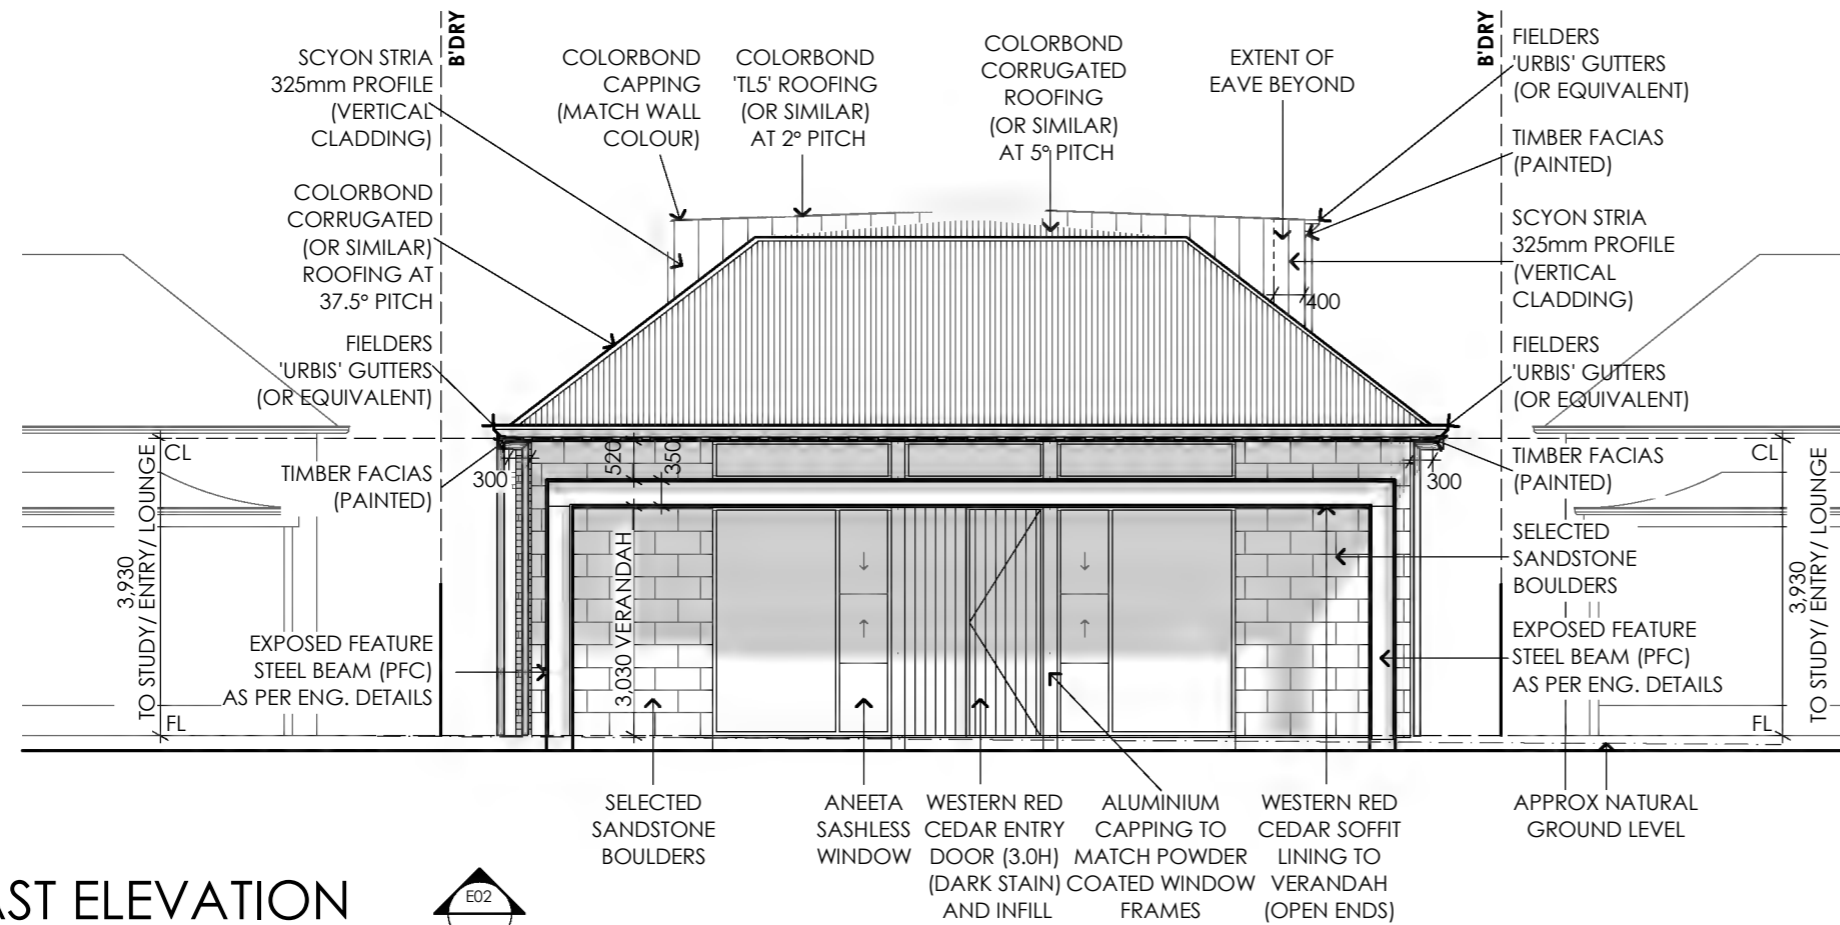 B'DRY
SCYON STRIA
325mm PROFILE
(VERTICAL
CLADDING)
COLORBOND
CAPPING
(MATCH WALL
COLOUR)
COLORBOND
'TL5' ROOFING
(OR SIMILAR)
AT 2° PITCH
COLORBOND
CORRUGATED
ROOFING
(OR SIMILAR)
AT 5° PITCH
EXTENT OF
EAVE BEYOND
B'DRY
FIELDERS
'URBIS' GUTTERS
(OR EQUIVALENT)
TIMBER FACIAS
(PAINTED)
COLORBOND
CORRUGATED
(OR SIMILAR)
ROOFING AT
37.5° PITCH
SCYON STRIA
325mm PROFILE
(VERTICAL
CLADDING)
400
FIELDERS
'URBIS' GUTTERS
(OR EQUIVALENT)
FIELDERS
'URBIS' GUTTERS
(OR EQUIVALENT)
CL
TIMBER FACIAS
(PAINTED)
300
520
350
300
TIMBER FACIAS
(PAINTED)
CL
3,930
TO STUDY/ ENTRY/ LOUNGE
3,030 VERANDAH
SELECTED
SANDSTONE
BOULDERS
3,930
TO STUDY/ ENTRY/ LOUNGE
EXPOSED FEATURE
STEEL BEAM (PFC)
AS PER ENG. DETAILS
EXPOSED FEATURE
STEEL BEAM (PFC)
AS PER ENG. DETAILS
FL
FL
SELECTED
SANDSTONE
BOULDERS
ANEETA
SASHLESS
WINDOW
WESTERN RED
CEDAR ENTRY
DOOR (3.0H)
(DARK STAIN)
AND INFILL
ALUMINIUM
CAPPING TO
MATCH POWDER
COATED WINDOW
FRAMES
WESTERN RED
CEDAR SOFFIT
LINING TO
VERANDAH
(OPEN ENDS)
APPROX NATURAL
GROUND LEVEL
AST ELEVATION
E02